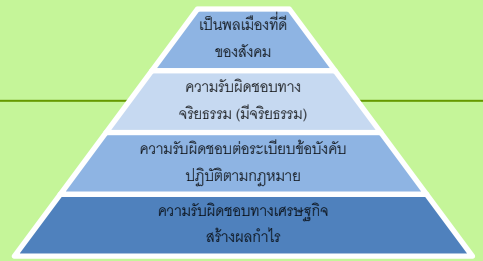 เป็นพลเมืองที่ดี
ของสังคม
ความรับผิดชอบทาง
จริยธรรม (มีจริยธรรม)
ความรับผิดชอบต่อระเบียบข้อบังคับ
ปฏิบัติตามกฎหมาย
ความรับผิดชอบทางเศรษฐกิจ
สร้างผลกำไร